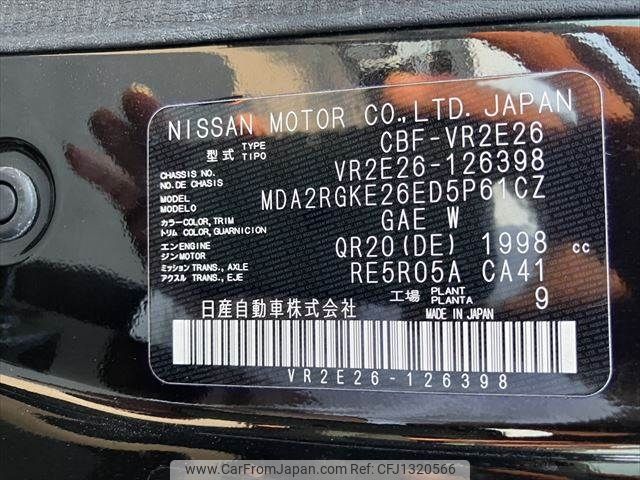 NISSAN MOTOR CO.,LTD. JAPAN
型式 TYPE TIPO CBF-VR2E26
CHASSIS NO. NO.DE CHASIS VR2E26-126398
MODEL MODELO MDA2RGKE26ED5P61CZ
カラー COLOR, TRIM トリム COLOR, GUARNICION GAE W
エンジン ENGINE MOTOR QR20(DE) 1998 cc
ミッション TRANS., AXLE アクスル TRANS., EJE RE5R05A CA41
工場 PLANT PLANTA 9
日産自動車株式会社 MADE IN JAPAN
VR2E26-126398
www.CarFromJapan.com - CFJ1320566